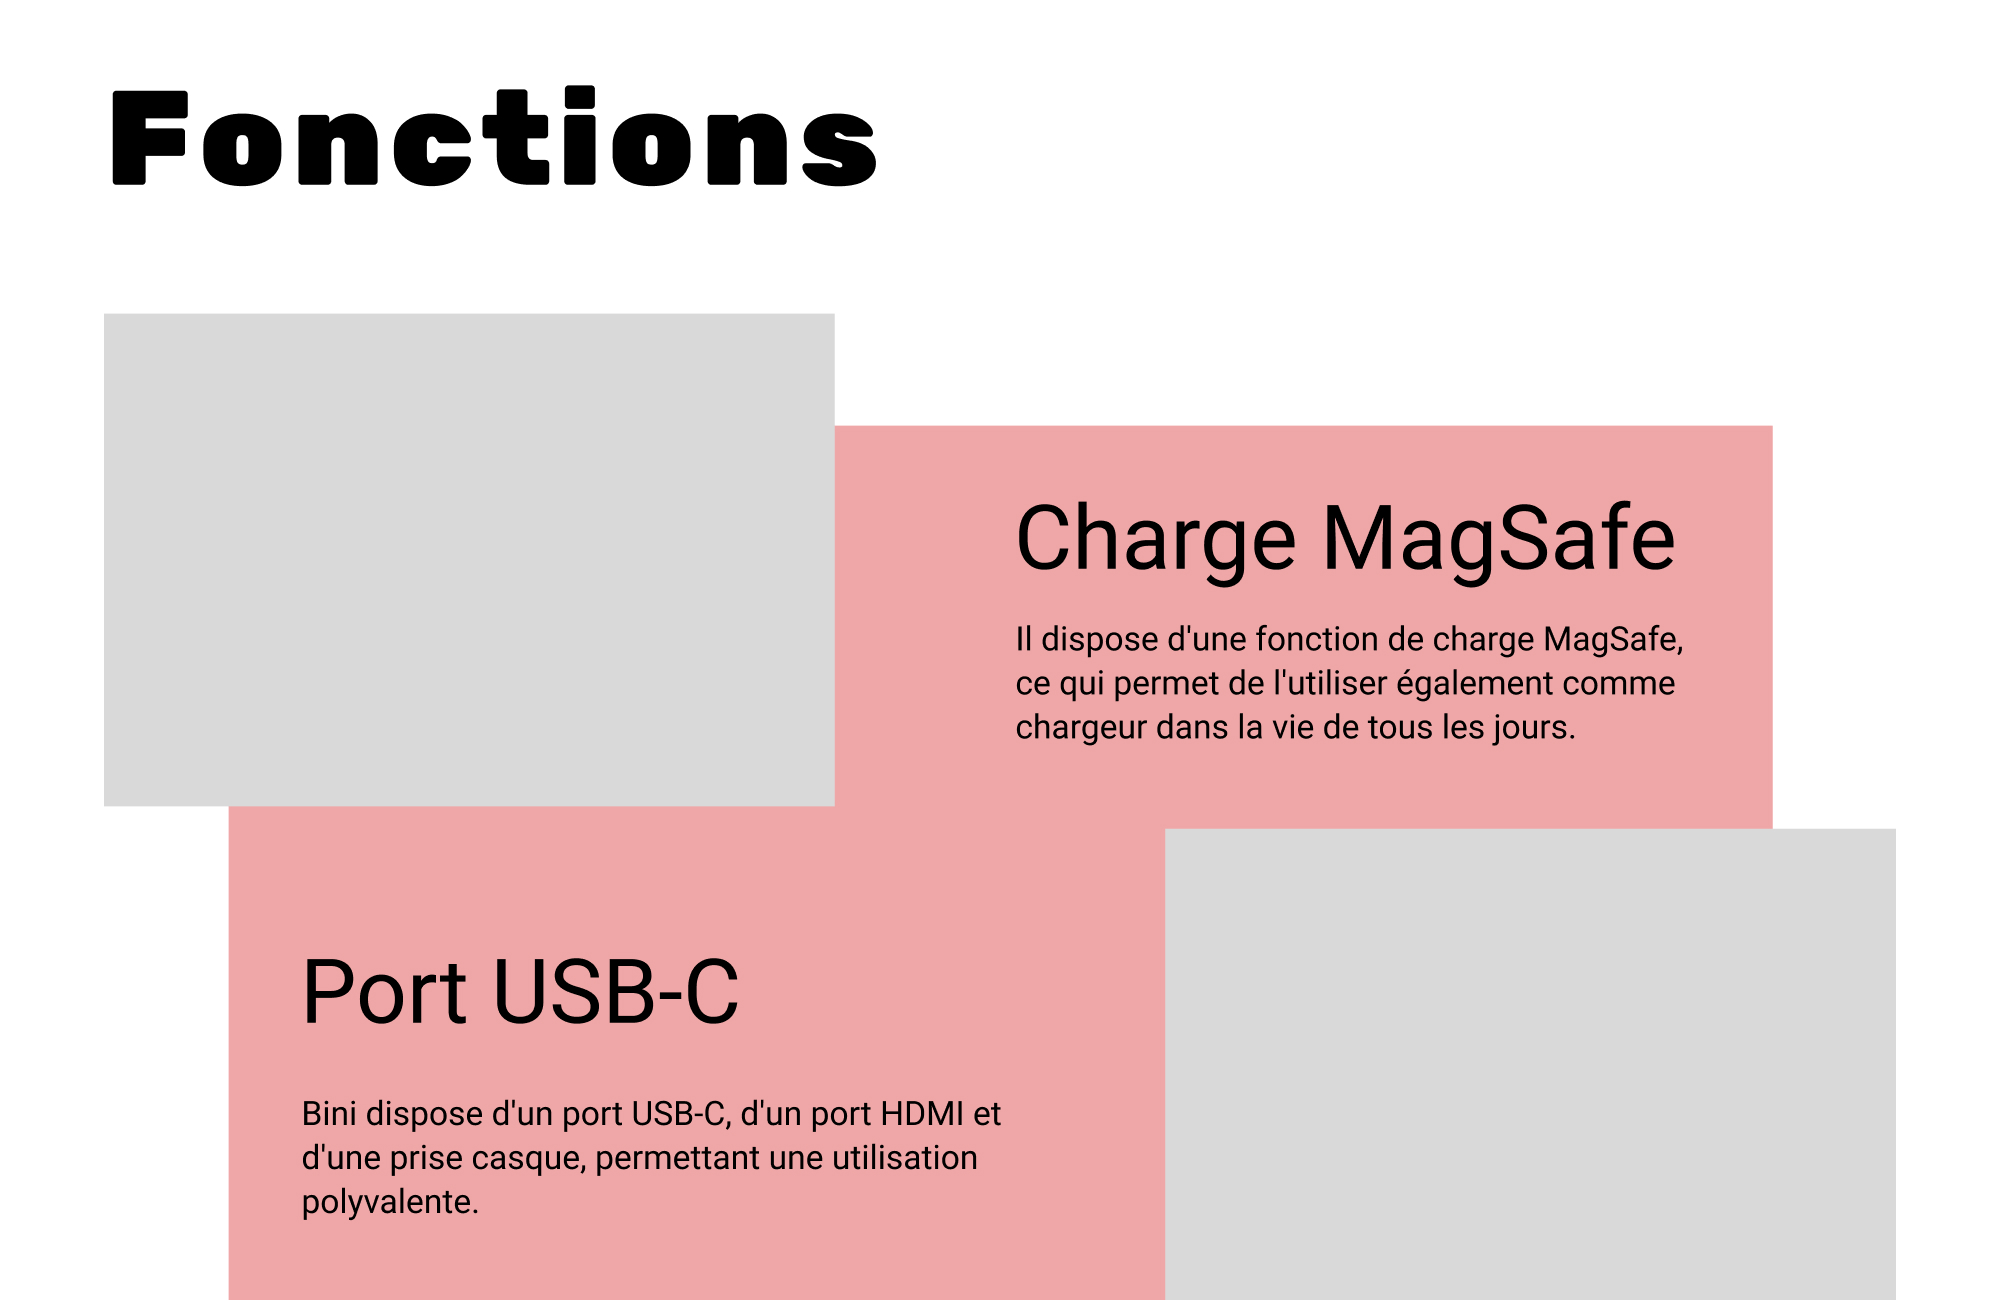 Fonctions
Charge MagSafe
Il dispose d'une fonction de charge MagSafe,
ce qui permet de l'utiliser également comme
chargeur dans la vie de tous les jours.
Port USB-C
Bini dispose d'un port USB-C, d'un port HDMI et
d'une prise casque, permettant une utilisation
polyvalente.